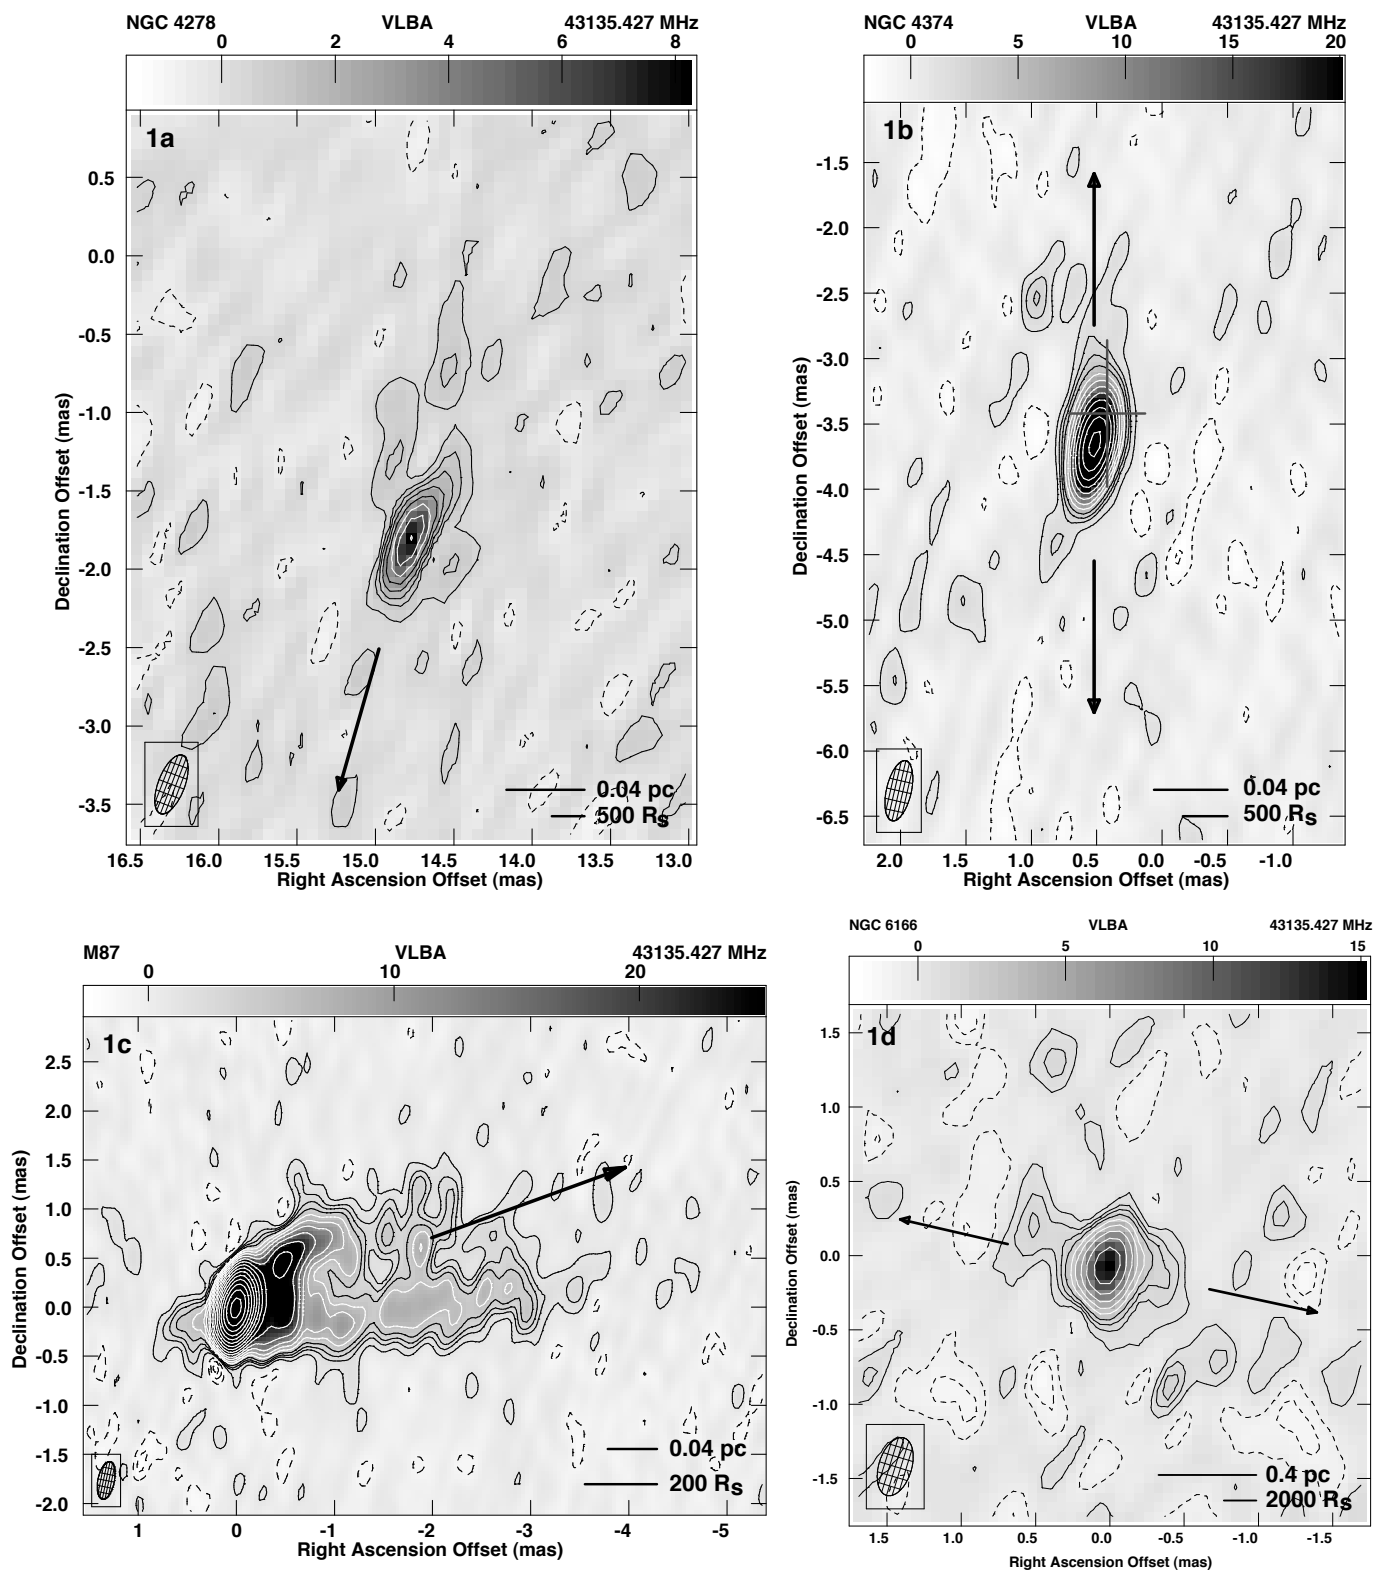 NGC 4278 VLBA 43135.427 MHz
0 2 4 6 8
1a
0.5
0.0
-0.5
-1.0
-1.5
-2.0
-2.5
-3.0
-3.5
Declination Offset (mas)
0.04 pc
500 Rs
16.5 16.0 15.5 15.0 14.5 14.0 13.5 13.0
Right Ascension Offset (mas)
NGC 4374 VLBA 43135.427 MHz
0 5 10 15 20
1b
-1.5
-2.0
-2.5
-3.0
-3.5
-4.0
-4.5
-5.0
-5.5
-6.0
-6.5
Declination Offset (mas)
0.04 pc
500 Rs
2.0 1.5 1.0 0.5 0.0 -0.5 -1.0
Right Ascension Offset (mas)
M87 VLBA 43135.427 MHz
0 10 20
1c
2.5
2.0
1.5
1.0
0.5
0.0
-0.5
-1.0
-1.5
-2.0
Declination Offset (mas)
0.04 pc
200 Rs
1 0 -1 -2 -3 -4 -5
Right Ascension Offset (mas)
NGC 6166 VLBA 43135.427 MHz
0 5 10 15
1d
1.5
1.0
0.5
0.0
-0.5
-1.0
-1.5
Declination Offset (mas)
0.4 pc
2000 Rs
1.5 1.0 0.5 0.0 -0.5 -1.0 -1.5
Right Ascension Offset (mas)